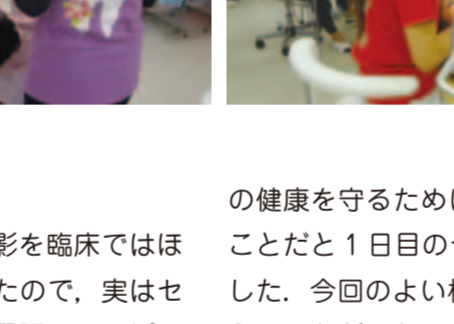 影を臨床ではほ
たので，実はセ
の健康を守るため
ことだと 1 日目の
した．今回のよい